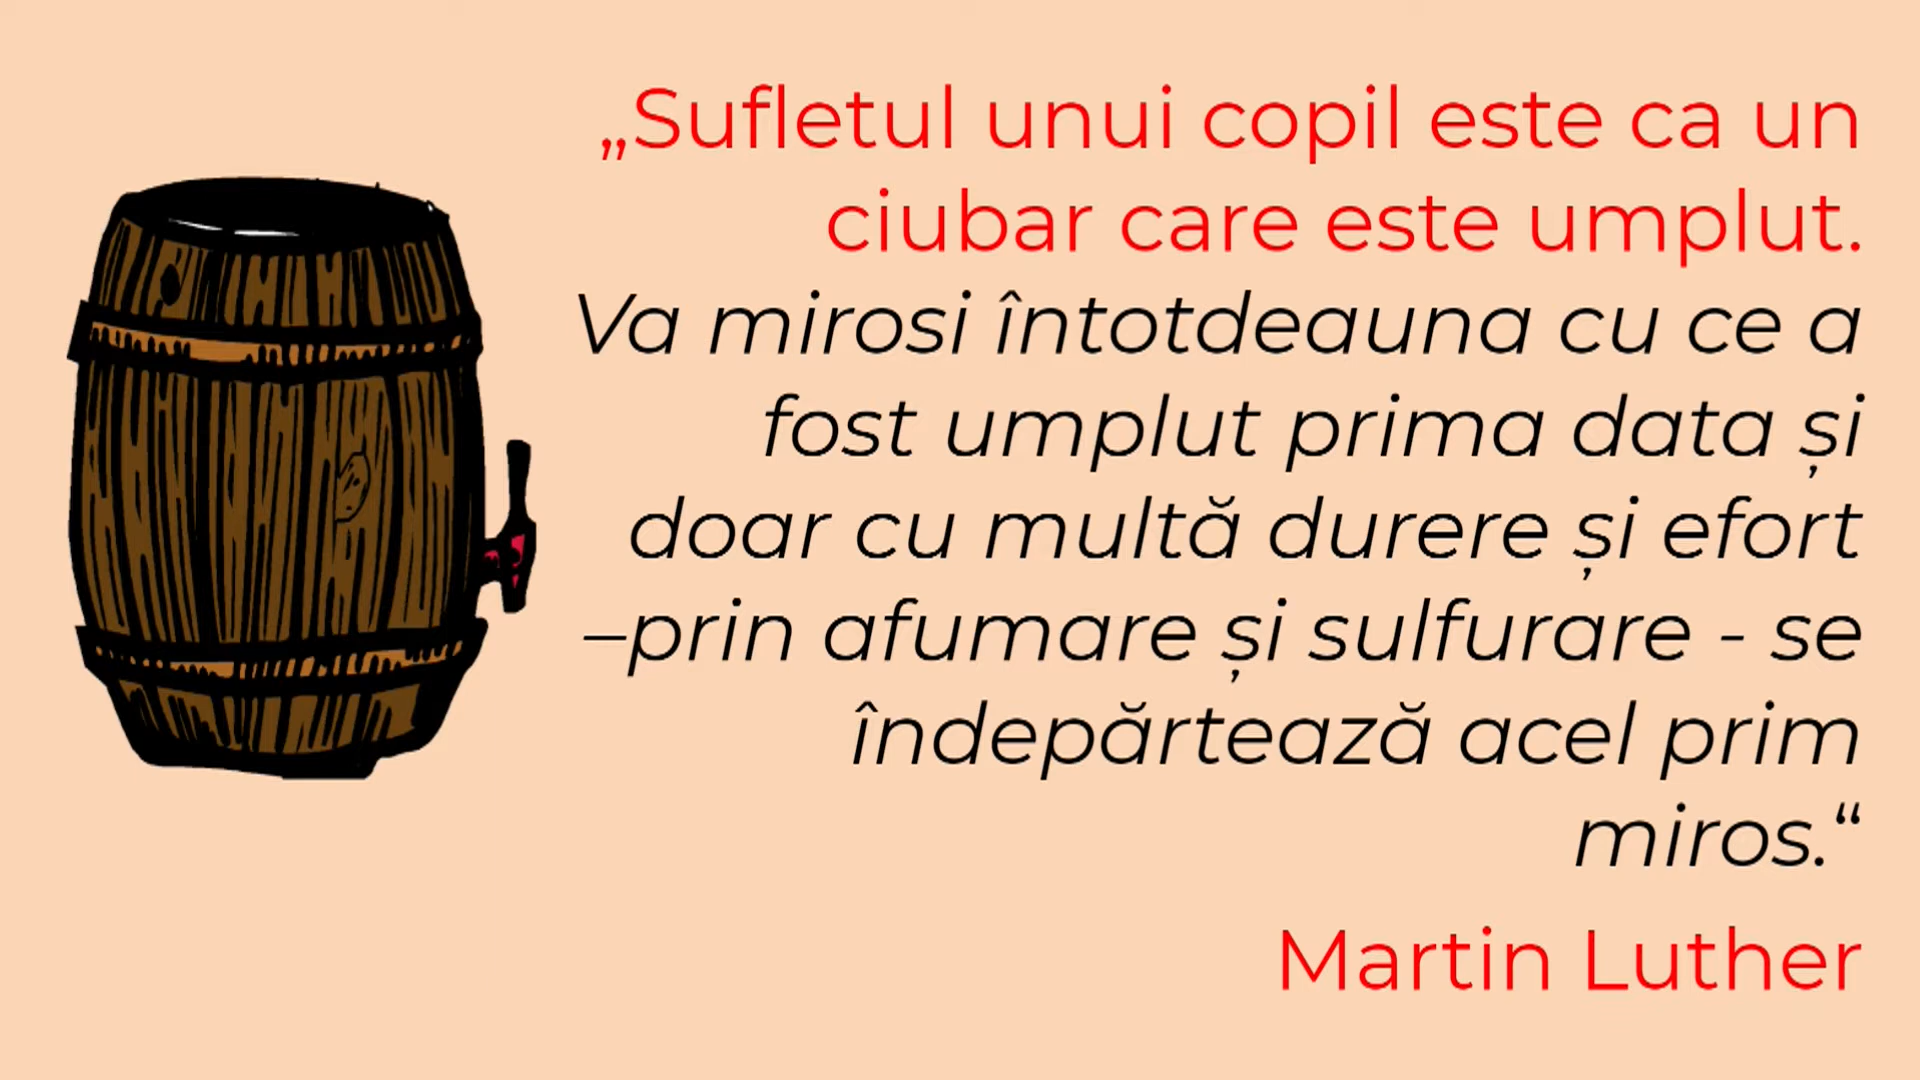 „Sufletul unui copil este ca un
ciubar care este umplut.
Va mirosi întotdeauna cu ce a
fost umplut prima data și
doar cu multă durere și efort
–prin afumare și sulfurare - se
îndepărtează acel prim
miros.“
Martin Luther